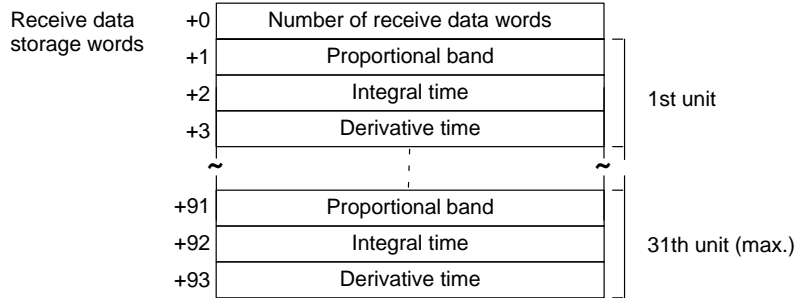 Receive data
storage words
+0 Number of receive data words
+1 Proportional band
+2 Integral time
+3 Derivative time
1st unit
~ ~
+91 Proportional band
+92 Integral time
+93 Derivative time
31th unit (max.)